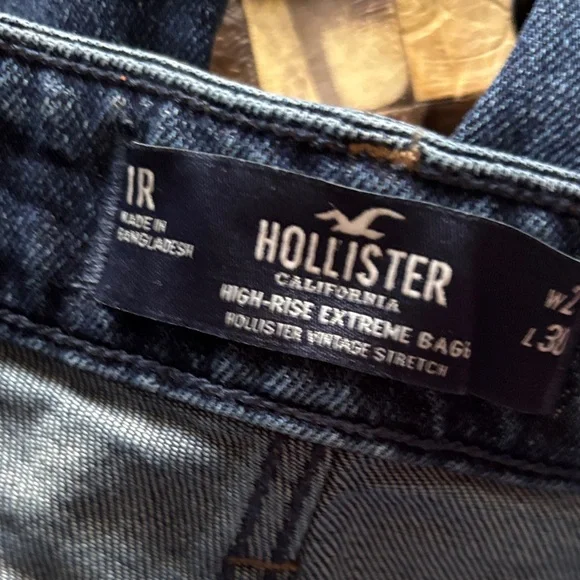 1R
MADE IN
BANGLADESH
HOLLISTER
CALIFORNIA
HIGH-RISE EXTREME
HOLLISTER VINTAGE STRETCH
L 30